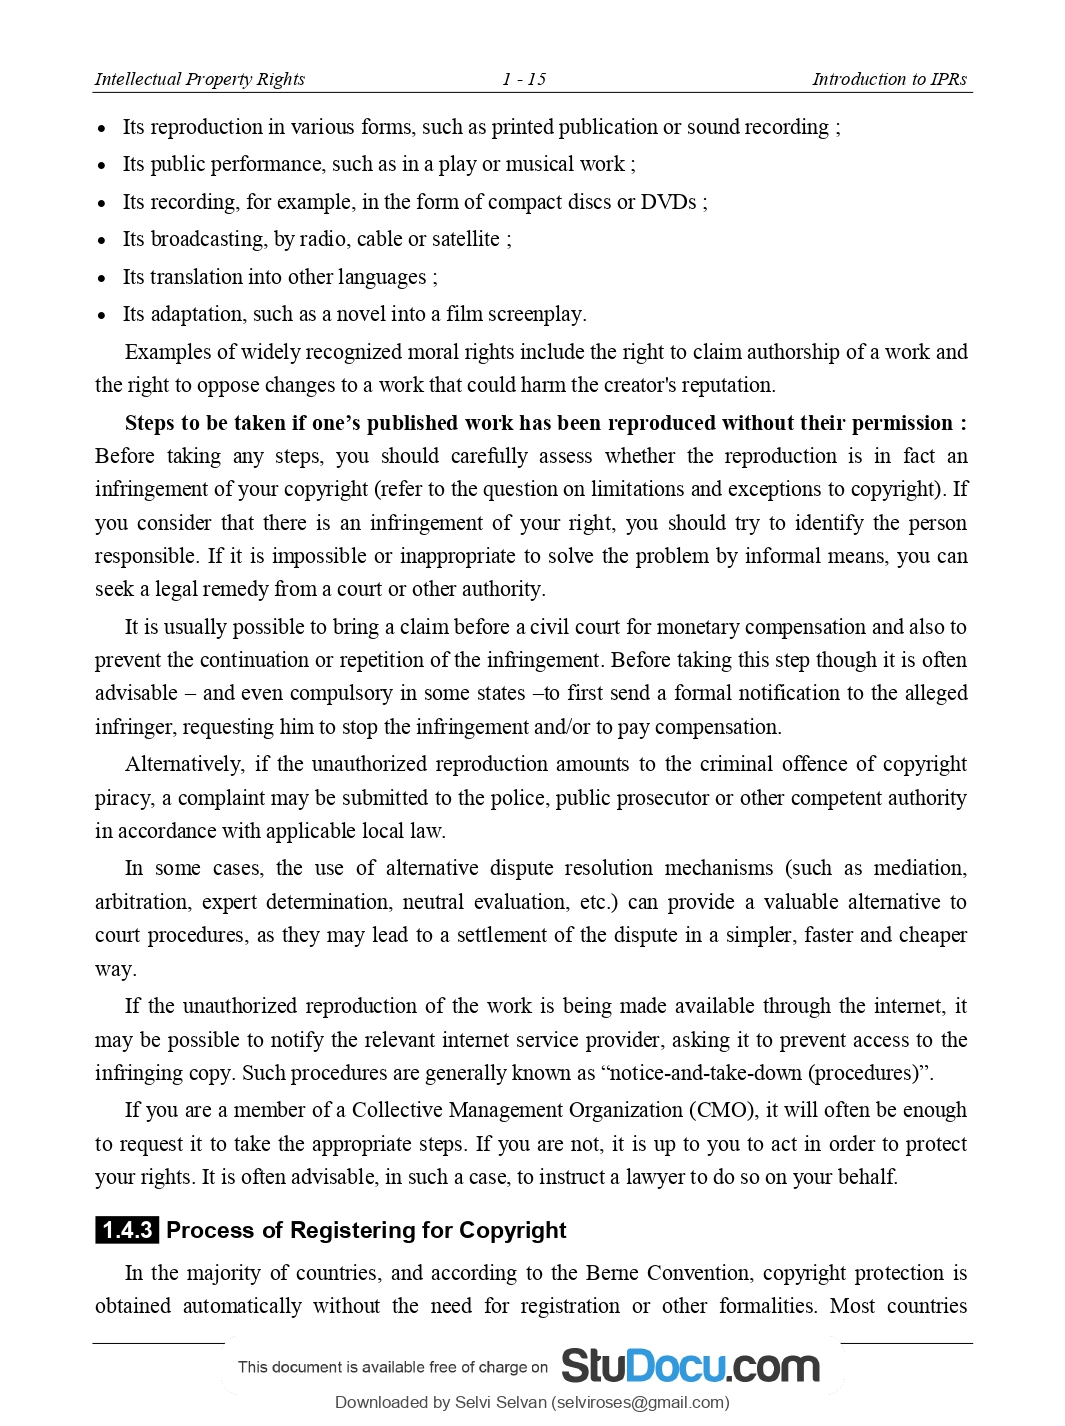 Intellectual Property Rights 1 - 15 Introduction to IPRs
• Its reproduction in various forms, such as printed publication or sound recording ;
• Its public performance, such as in a play or musical work ;
• Its recording, for example, in the form of compact discs or DVDs ;
• Its broadcasting, by radio, cable or satellite ;
• Its translation into other languages ;
• Its adaptation, such as a novel into a film screenplay.
Examples of widely recognized moral rights include the right to claim authorship of a work and
the right to oppose changes to a work that could harm the creator's reputation.
Steps to be taken if one’s published work has been reproduced without their permission :
Before taking any steps, you should carefully assess whether the reproduction is in fact an
infringement of your copyright (refer to the question on limitations and exceptions to copyright). If
you consider that there is an infringement of your right, you should try to identify the person
responsible. If it is impossible or inappropriate to solve the problem by informal means, you can
seek a legal remedy from a court or other authority.
It is usually possible to bring a claim before a civil court for monetary compensation and also to
prevent the continuation or repetition of the infringement. Before taking this step though it is often
advisable – and even compulsory in some states –to first send a formal notification to the alleged
infringer, requesting him to stop the infringement and/or to pay compensation.
Alternatively, if the unauthorized reproduction amounts to the criminal offence of copyright
piracy, a complaint may be submitted to the police, public prosecutor or other competent authority
in accordance with applicable local law.
In some cases, the use of alternative dispute resolution mechanisms (such as mediation,
arbitration, expert determination, neutral evaluation, etc.) can provide a valuable alternative to
court procedures, as they may lead to a settlement of the dispute in a simpler, faster and cheaper
way.
If the unauthorized reproduction of the work is being made available through the internet, it
may be possible to notify the relevant internet service provider, asking it to prevent access to the
infringing copy. Such procedures are generally known as “notice-and-take-down (procedures)”.
If you are a member of a Collective Management Organization (CMO), it will often be enough
to request it to take the appropriate steps. If you are not, it is up to you to act in order to protect
your rights. It is often advisable, in such a case, to instruct a lawyer to do so on your behalf.
1.4.3 Process of Registering for Copyright
In the majority of countries, and according to the Berne Convention, copyright protection is
obtained automatically without the need for registration or other formalities. Most countries
This document is available free of charge on StuDocu.com
Downloaded by Selvi Selvan (selviroses@gmail.com)